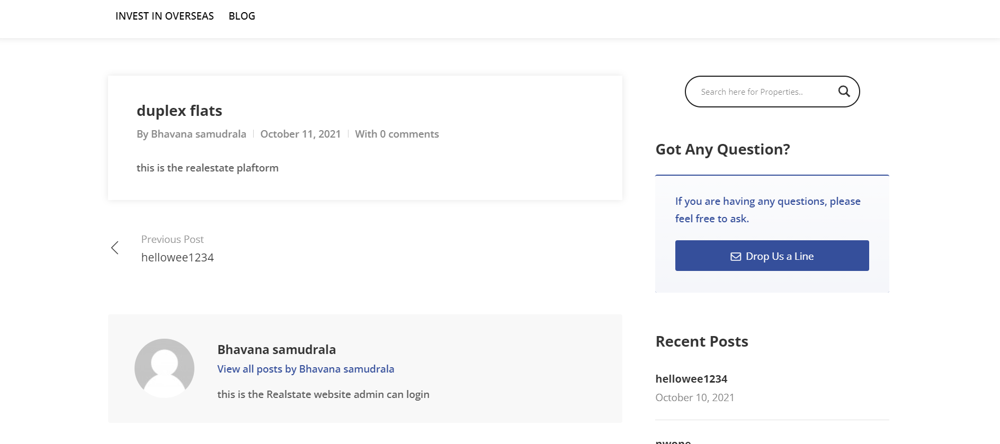 INVEST IN OVERSEAS BLOG
duplex flats
By Bhavana samudrala October 11, 2021 With 0 comments
this is the realestate plaftorm
Previous Post
hellowee1234
Bhavana samudrala
View all posts by Bhavana samudrala
this is the Realstate website admin can login
Search here for Properties..
Got Any Question?
If you are having any questions, please
feel free to ask.
Drop Us a Line
Recent Posts
hellowee1234
October 10, 2021